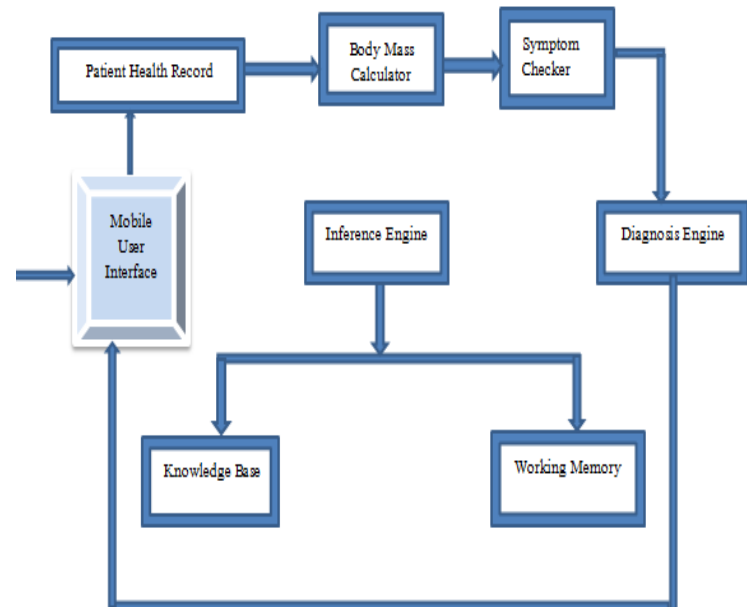 Patient Health Record
Body Mass
Calculator
Symptom
Checker
Mobile
User
Interface
Inference Engine
Diagnosis Engine
Knowledge Base
Working Memory